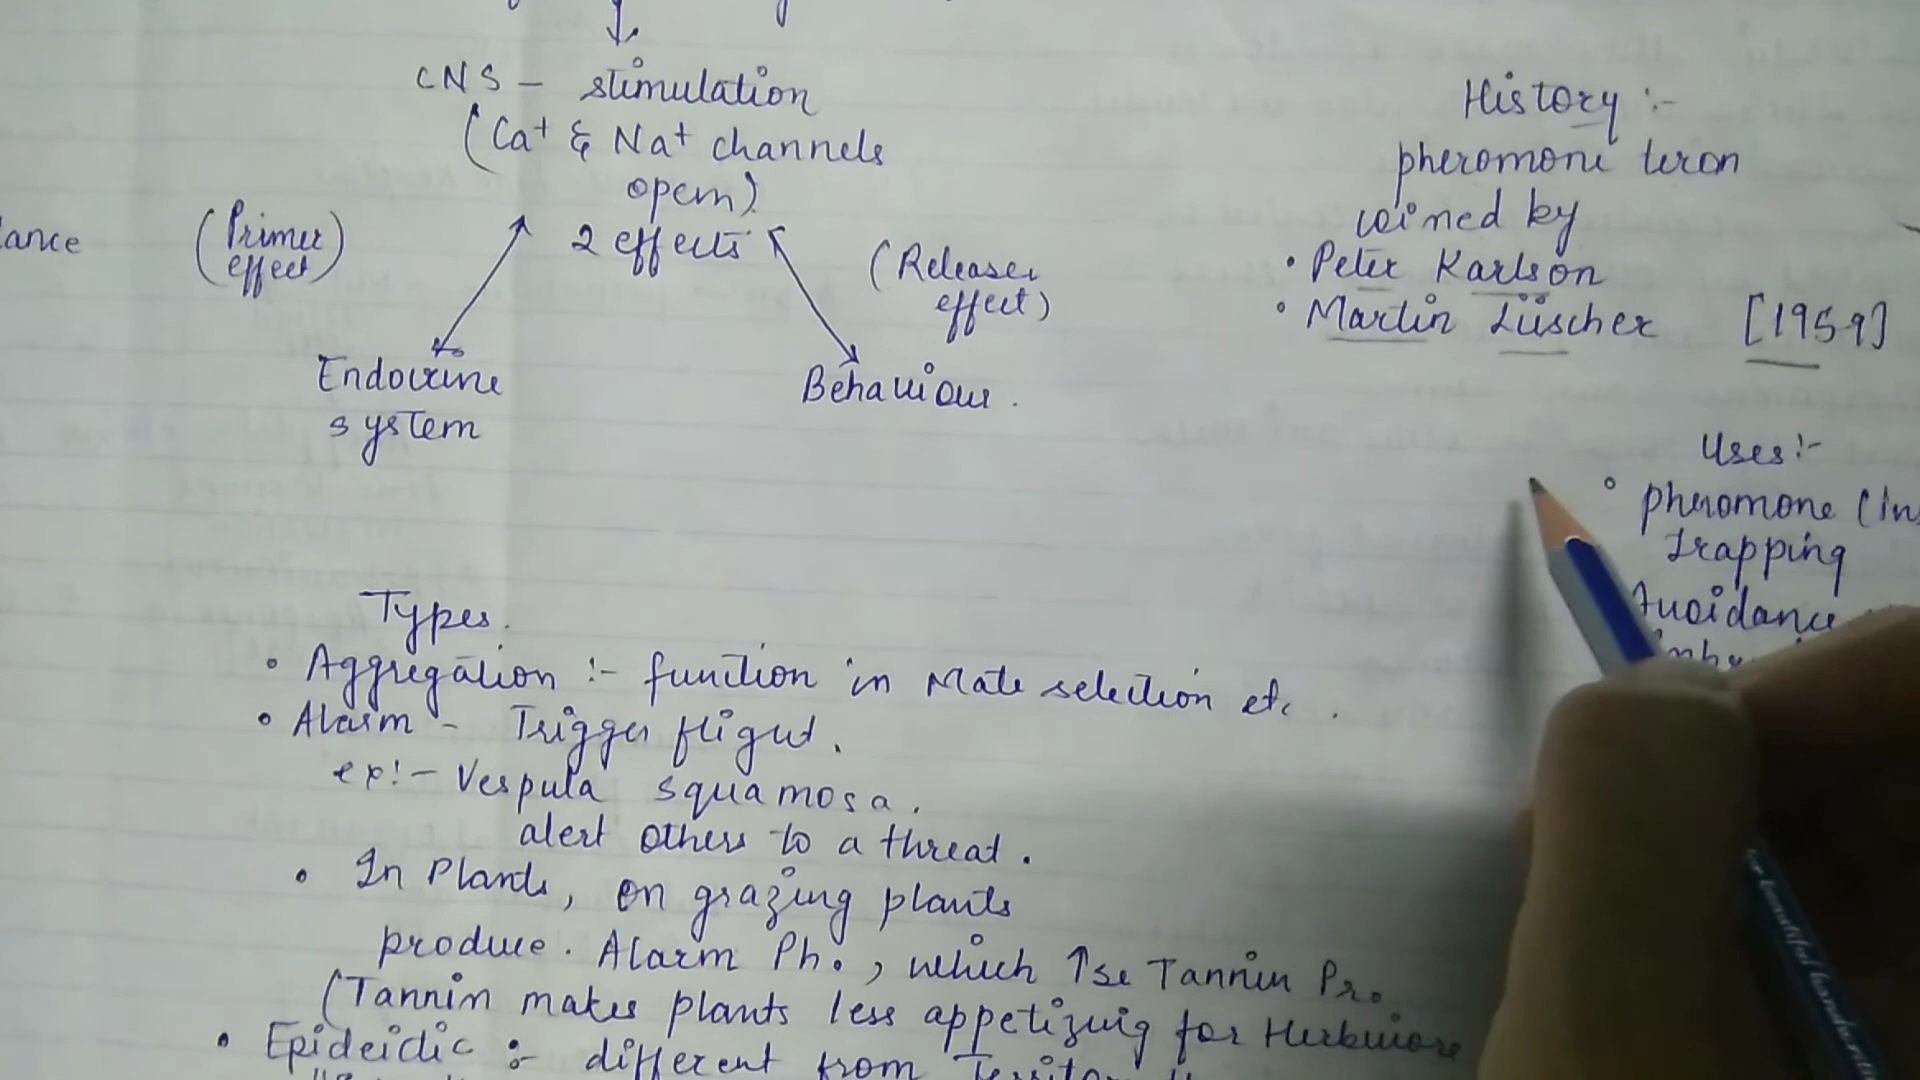 CNS - stimulation
(Ca+ & Na+ channels
open)
2 effects
(Primer
effect)
(Releaser
effect)
Endocrine
system
Behaviour.
History :-
pheromone term
coined by
• Peter Karlson
• Martin Lüscher [1959]
Uses :-
• pheromone (in
Trapping
Avoidance
Types.
• Aggregation :- function in Mate selection etc.
• Alarm - Trigger flight.
ex :- Vespula squamosa.
alert others to a threat.
• In Plants, on grazing plants
produce. Alarm Ph., which ↑se Tannin Pr.
(Tannin makes plants less appetizing for Herbivore
• Epideictic :- different from